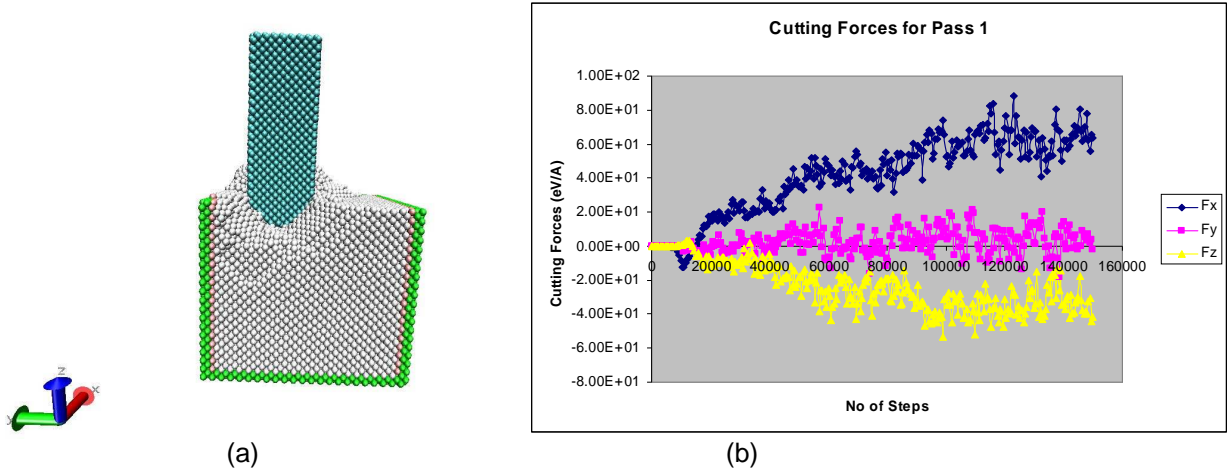 z
x
y
(a)
Cutting Forces for Pass 1
Cutting Forces (eV/A)
1.00E+02
8.00E+01
6.00E+01
4.00E+01
2.00E+01
0.00E+00
-2.00E+01
-4.00E+01
-6.00E+01
-8.00E+01
0 20000 40000 60000 80000 100000 120000 140000 160000
No of Steps
Fx
Fy
Fz
(b)